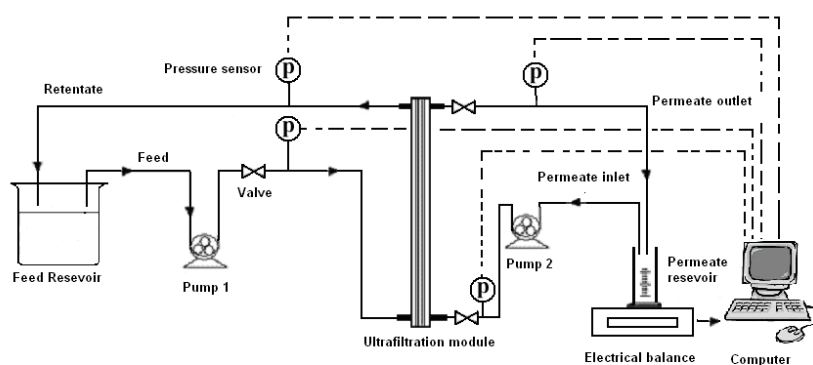 p
p
Pressure sensor
Retentate
Permeate outlet
p
Feed
Valve
Permeate inlet
p
Pump 1
Pump 2
Permeate
resevoir
Feed Resevoir
Ultrafiltration module
Electrical balance
Computer